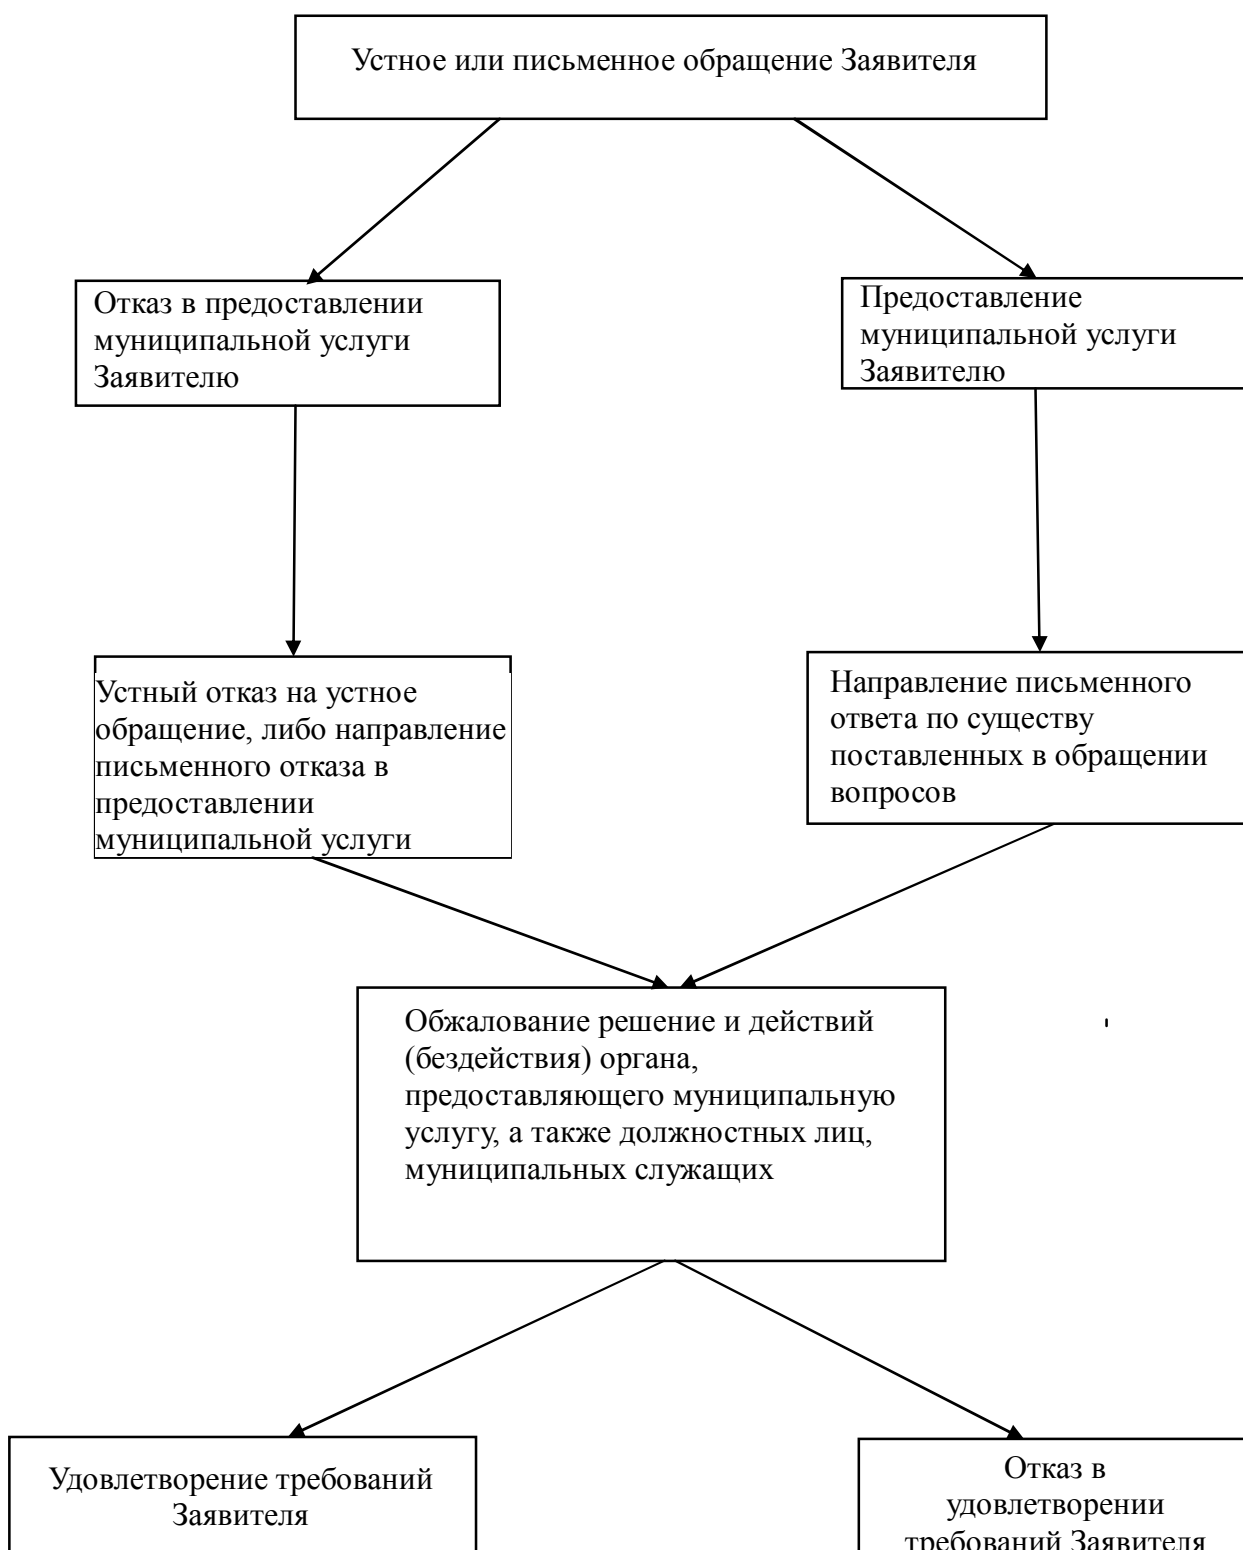 Устное или письменное обращение Заявителя
Отказ в предоставлении
муниципальной услуги
Заявителю
Предоставление
муниципальной услуги
Заявителю
Устный отказ на устное
обращение, либо направление
письменного отказа в
предоставлении
муниципальной услуги
Направление письменного
ответа по существу
поставленных в обращении
вопросов
Обжалование решение и действий
(бездействия) органа,
предоставляющего муниципальную
услугу, а также должностных лиц,
муниципальных служащих
Удовлетворение требований
Заявителя
Отказ в
удовлетворении
требований Заявителя